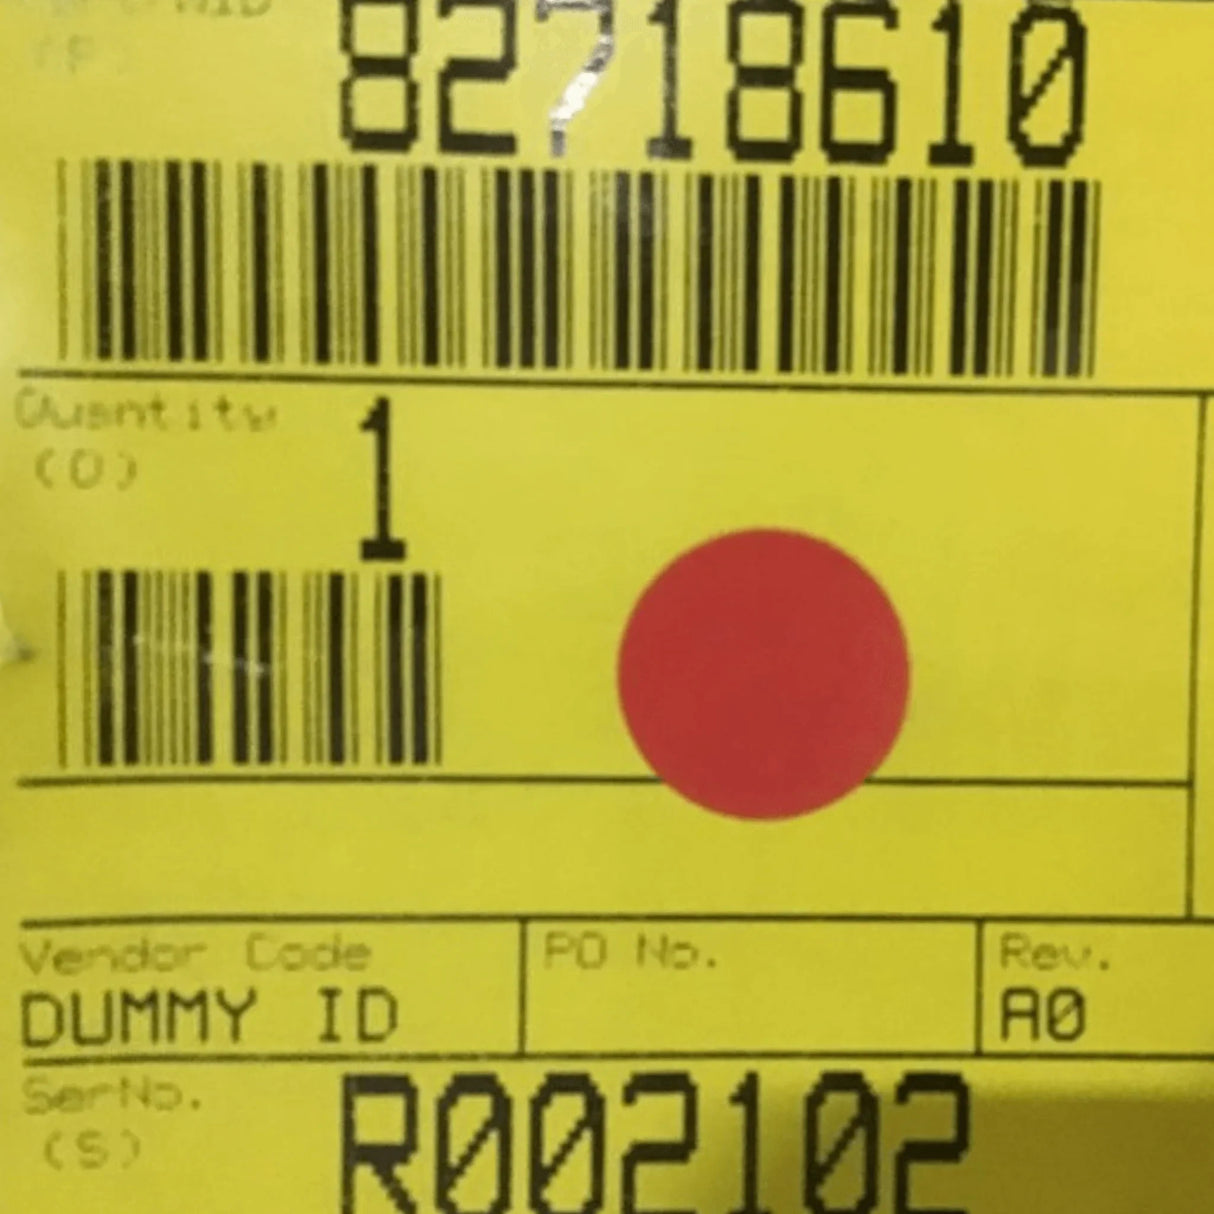 (P)
82718610
Quantity
(Q)
1
Vendor Code
DUMMY ID
PO No.
Rev.
A0
SerNo.
(S)
R002102